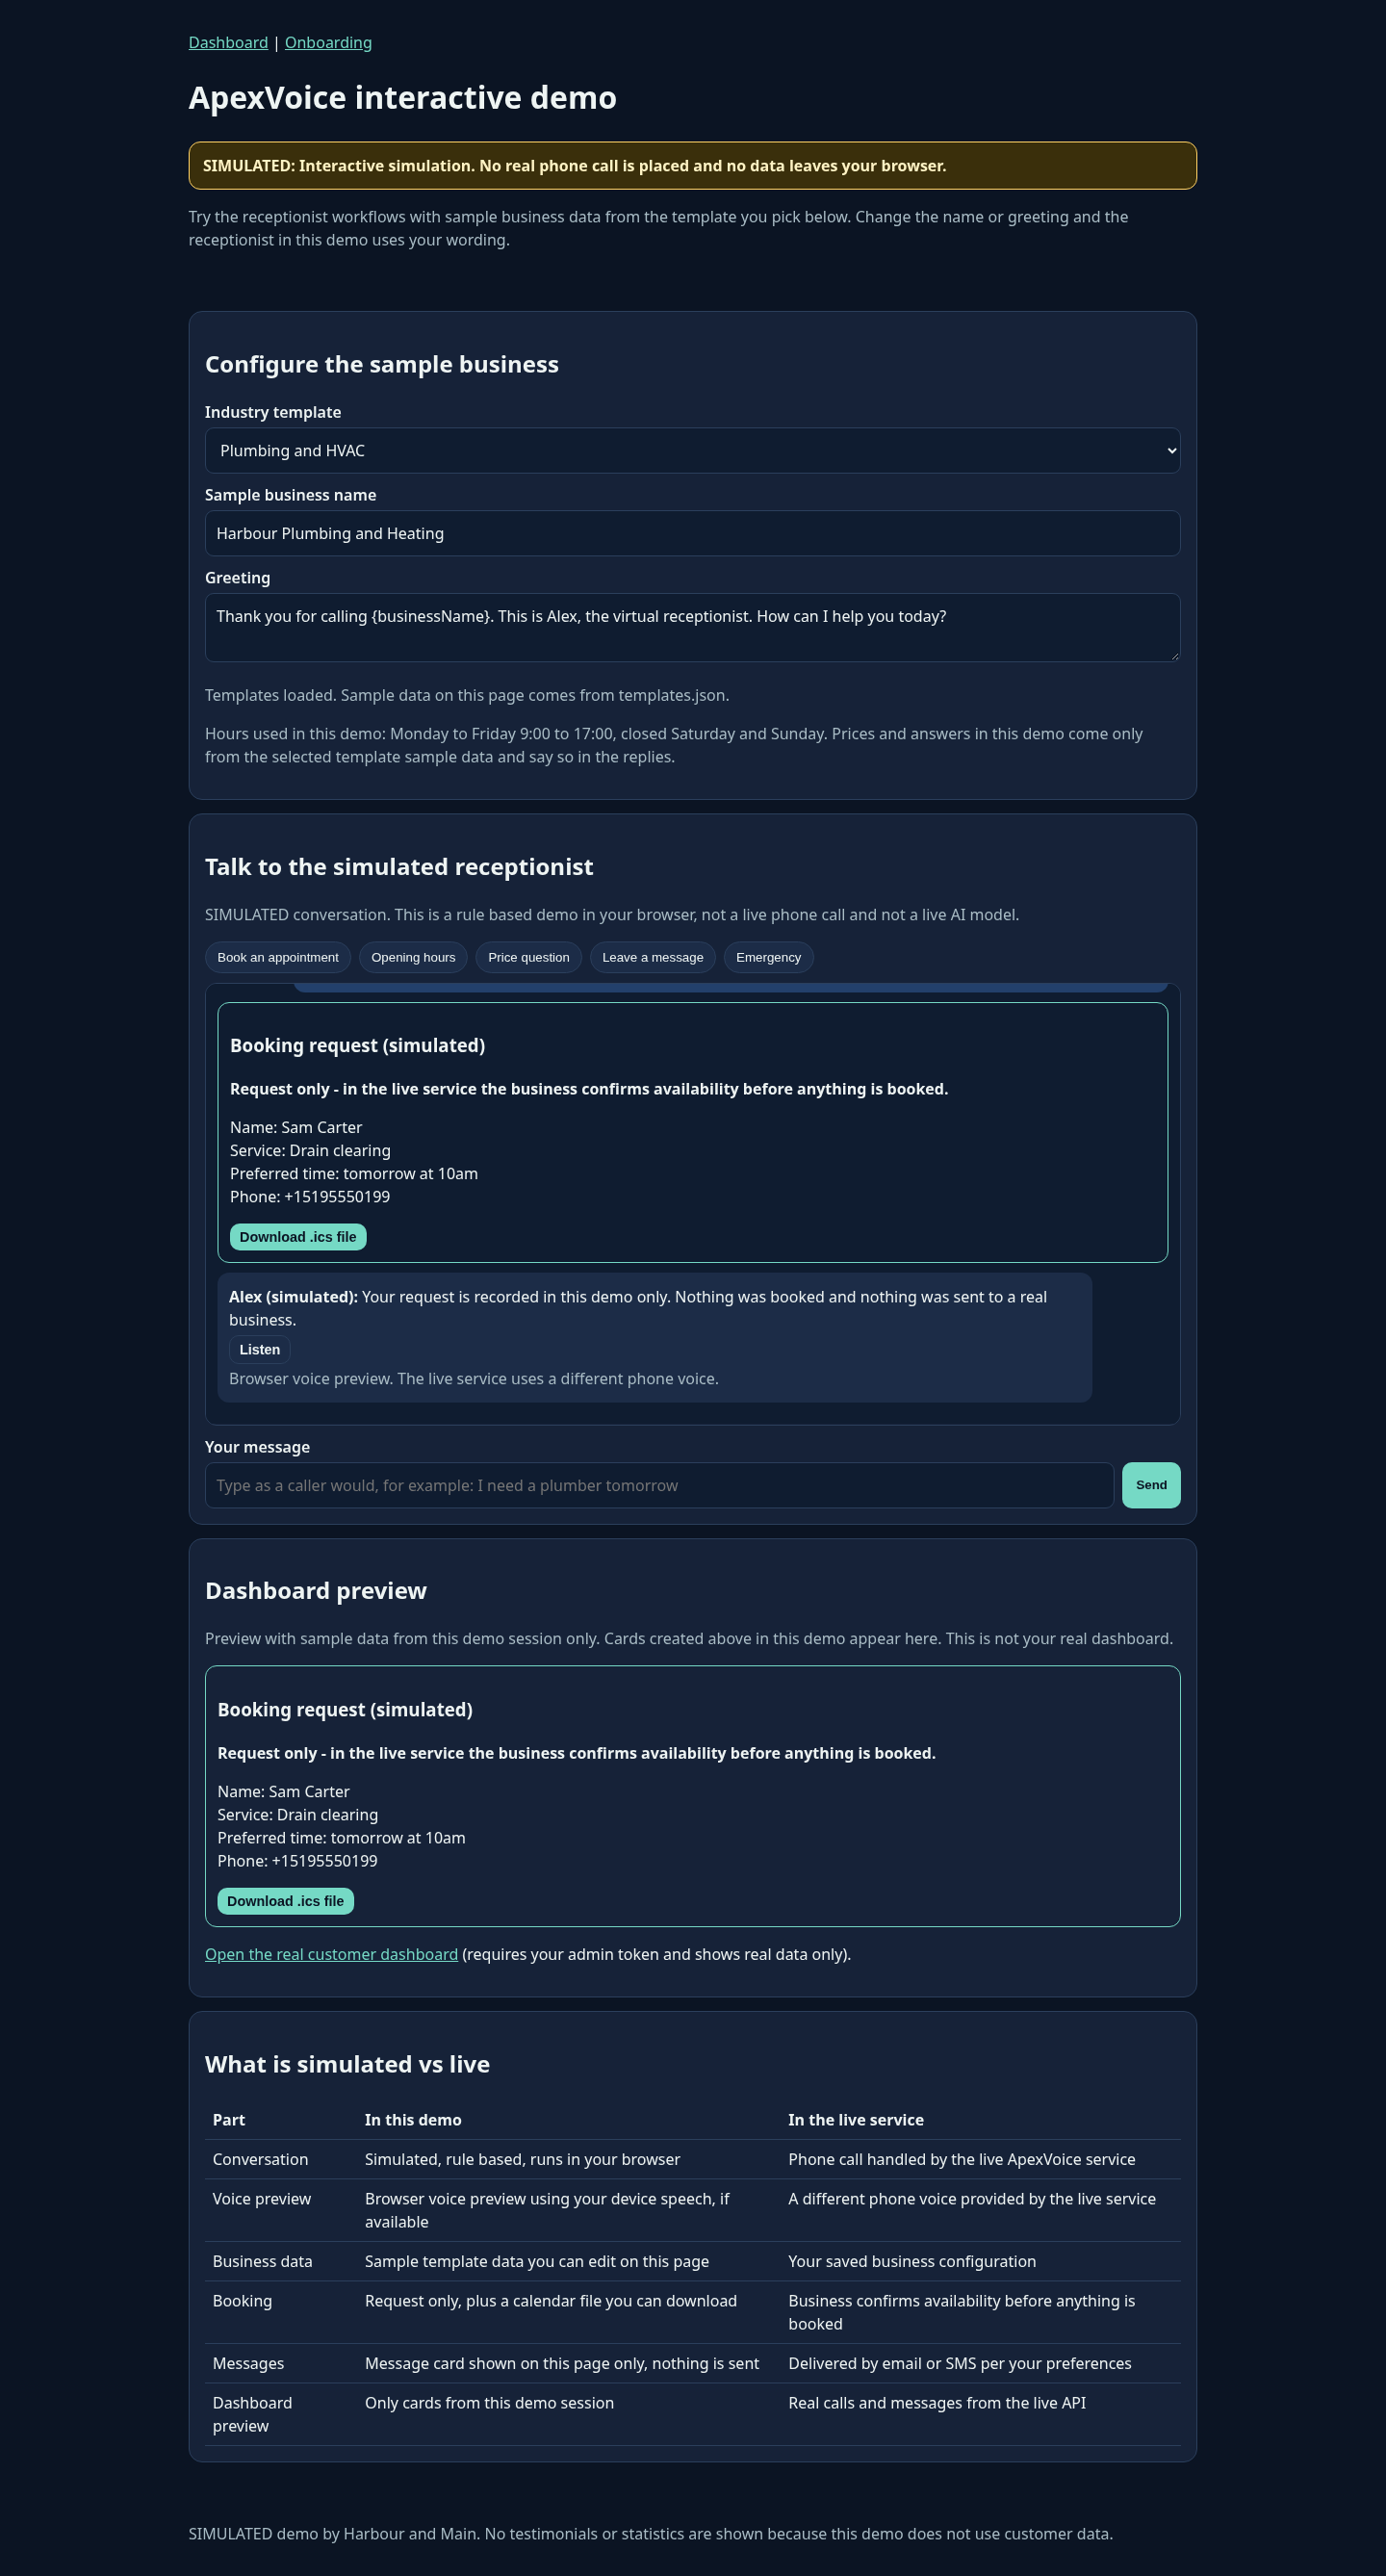 Dashboard | Onboarding
ApexVoice interactive demo
SIMULATED: Interactive simulation. No real phone call is placed and no data leaves your browser.
Try the receptionist workflows with sample business data from the template you pick below. Change the name or greeting and the
receptionist in this demo uses your wording.
Configure the sample business
Industry template
Plumbing and HVAC
Sample business name
Harbour Plumbing and Heating
Greeting
Thank you for calling {businessName}. This is Alex, the virtual receptionist. How can I help you today?
Templates loaded. Sample data on this page comes from templates.json.
Hours used in this demo: Monday to Friday 9:00 to 17:00, closed Saturday and Sunday. Prices and answers in this demo come only
from the selected template sample data and say so in the replies.
Talk to the simulated receptionist
SIMULATED conversation. This is a rule based demo in your browser, not a live phone call and not a live AI model.
Book an appointment Opening hours Price question Leave a message Emergency
Booking request (simulated)
Request only - in the live service the business confirms availability before anything is booked.
Name: Sam Carter
Service: Drain clearing
Preferred time: tomorrow at 10am
Phone: +15195550199
Download .ics file
Alex (simulated): Your request is recorded in this demo only. Nothing was booked and nothing was sent to a real
business.
Listen
Browser voice preview. The live service uses a different phone voice.
Your message
Type as a caller would, for example: I need a plumber tomorrow
Send
Dashboard preview
Preview with sample data from this demo session only. Cards created above in this demo appear here. This is not your real dashboard.
Booking request (simulated)
Request only - in the live service the business confirms availability before anything is booked.
Name: Sam Carter
Service: Drain clearing
Preferred time: tomorrow at 10am
Phone: +15195550199
Download .ics file
Open the real customer dashboard (requires your admin token and shows real data only).
What is simulated vs live
Part In this demo In the live service
Conversation Simulated, rule based, runs in your browser Phone call handled by the live ApexVoice service
Voice preview Browser voice preview using your device speech, if A different phone voice provided by the live service
available
Business data Sample template data you can edit on this page Your saved business configuration
Booking Request only, plus a calendar file you can download Business confirms availability before anything is
booked
Messages Message card shown on this page only, nothing is sent Delivered by email or SMS per your preferences
Dashboard Only cards from this demo session Real calls and messages from the live API
preview
SIMULATED demo by Harbour and Main. No testimonials or statistics are shown because this demo does not use customer data.